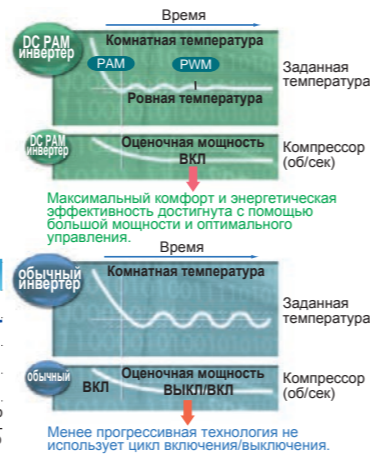 Время
DC PAM
инвертер
Комнатная температура
PAM
PWM
Заданная
температура
Ровная температура
DC PAM
инвертер
Оценочная мощность
ВКЛ
Компрессор
(об/сек)
Максимальный комфорт и энергетическая
эффективность достигнута с помощью
большой мощности и оптимального
управления.
Время
обычный
инвертер
Комнатная температура
Заданная
температура
обычный
ВКЛ
Оценочная мощность
ВЫКЛ/ВКЛ
Компрессор
(об/сек)
Менее прогрессивная технология не
использует цикл включения/выключения.